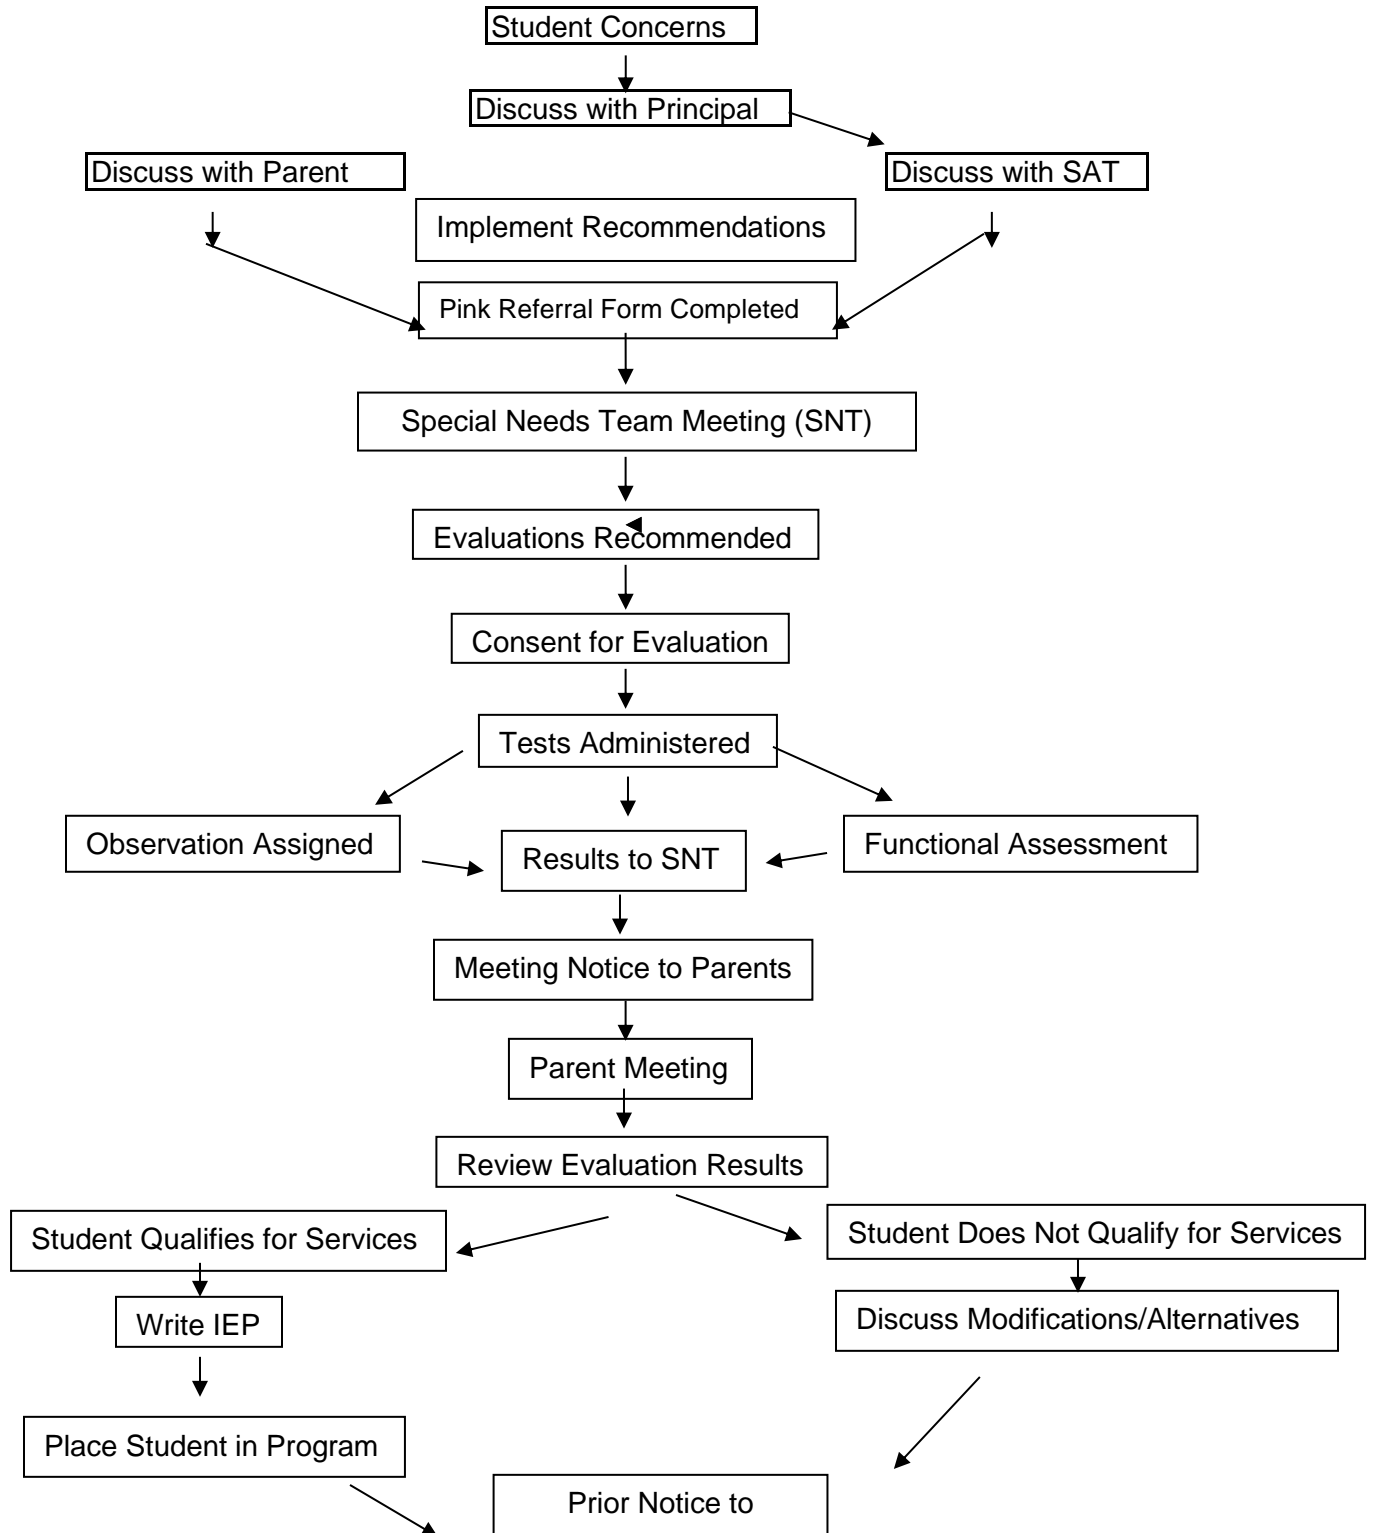 Student Concerns
Discuss with Principal
Discuss with Parent
Discuss with SAT
Implement Recommendations
Pink Referral Form Completed
Special Needs Team Meeting (SNT)
Evaluations Recommended
Consent for Evaluation
Tests Administered
Observation Assigned
Results to SNT
Functional Assessment
Meeting Notice to Parents
Parent Meeting
Review Evaluation Results
Student Qualifies for Services
Student Does Not Qualify for Services
Write IEP
Discuss Modifications/Alternatives
Place Student in Program
Prior Notice to